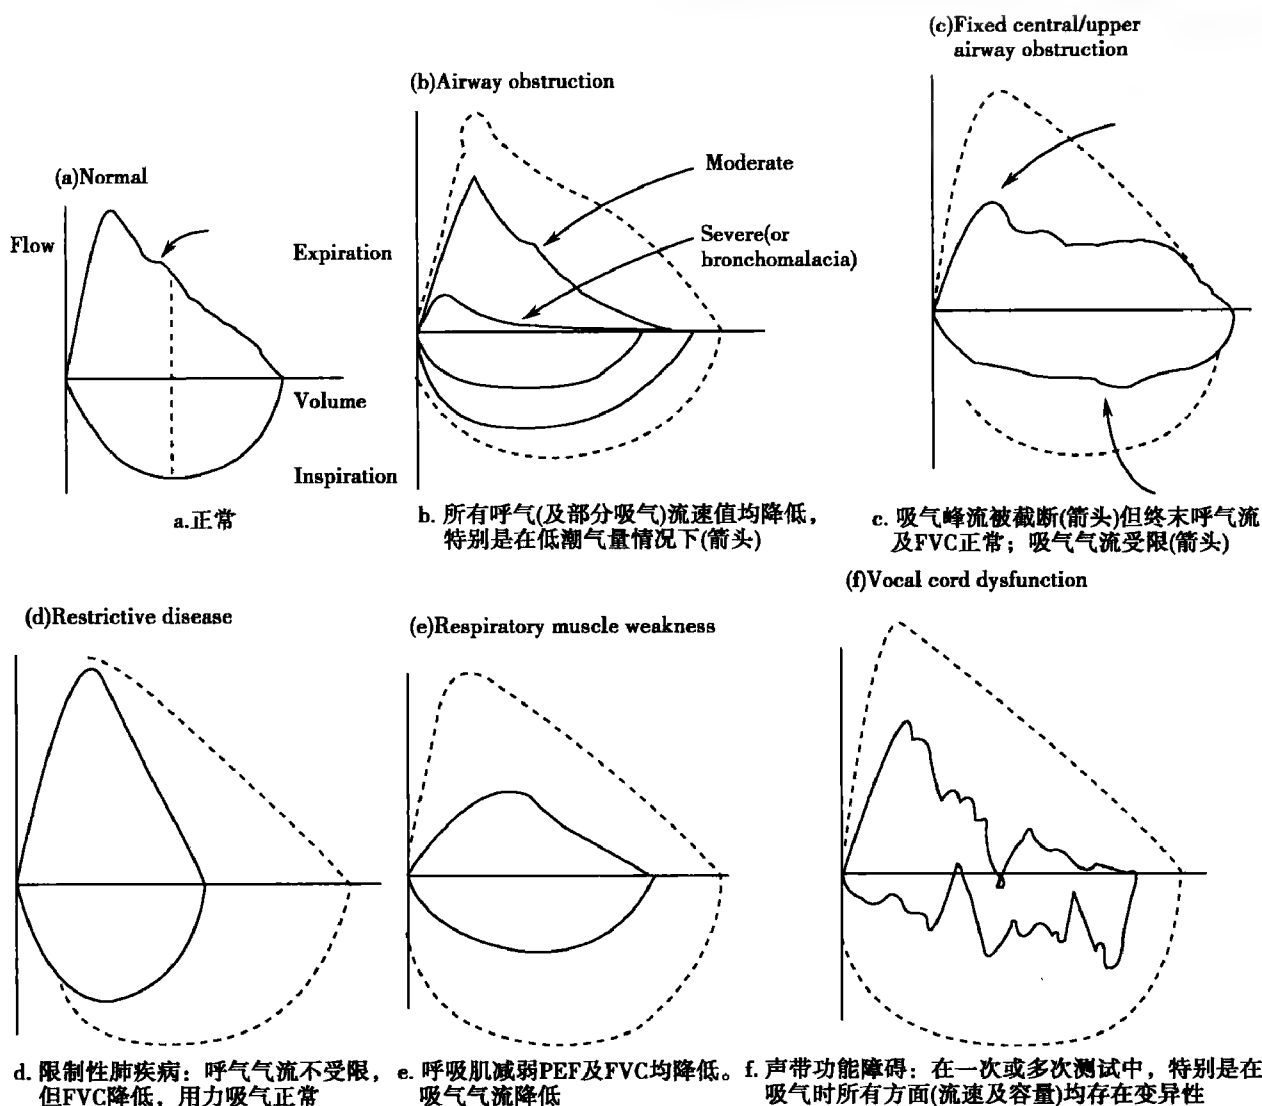 (a)Normal
Flow
Expiration
Volume
Inspiration
a.正常
(b)Airway obstruction
Moderate
Severe(or
bronchomalacia)
b. 所有呼气(及部分吸气)流速值均降低，
特别是在低潮气量情况下(箭头)
(c)Fixed central/upper
airway obstruction
c. 吸气峰流被截断(箭头)但终末呼气流
及FVC正常；吸气气流受限(箭头)
(d)Restrictive disease
d. 限制性肺疾病：呼气气流不受限，
但FVC降低，用力吸气正常
(e)Respiratory muscle weakness
e. 呼吸肌减弱PEF及FVC均降低。
吸气气流降低
(f)Vocal cord dysfunction
f. 声带功能障碍：在一次或多次测试中，特别是在
吸气时所有方面(流速及容量)均存在变异性